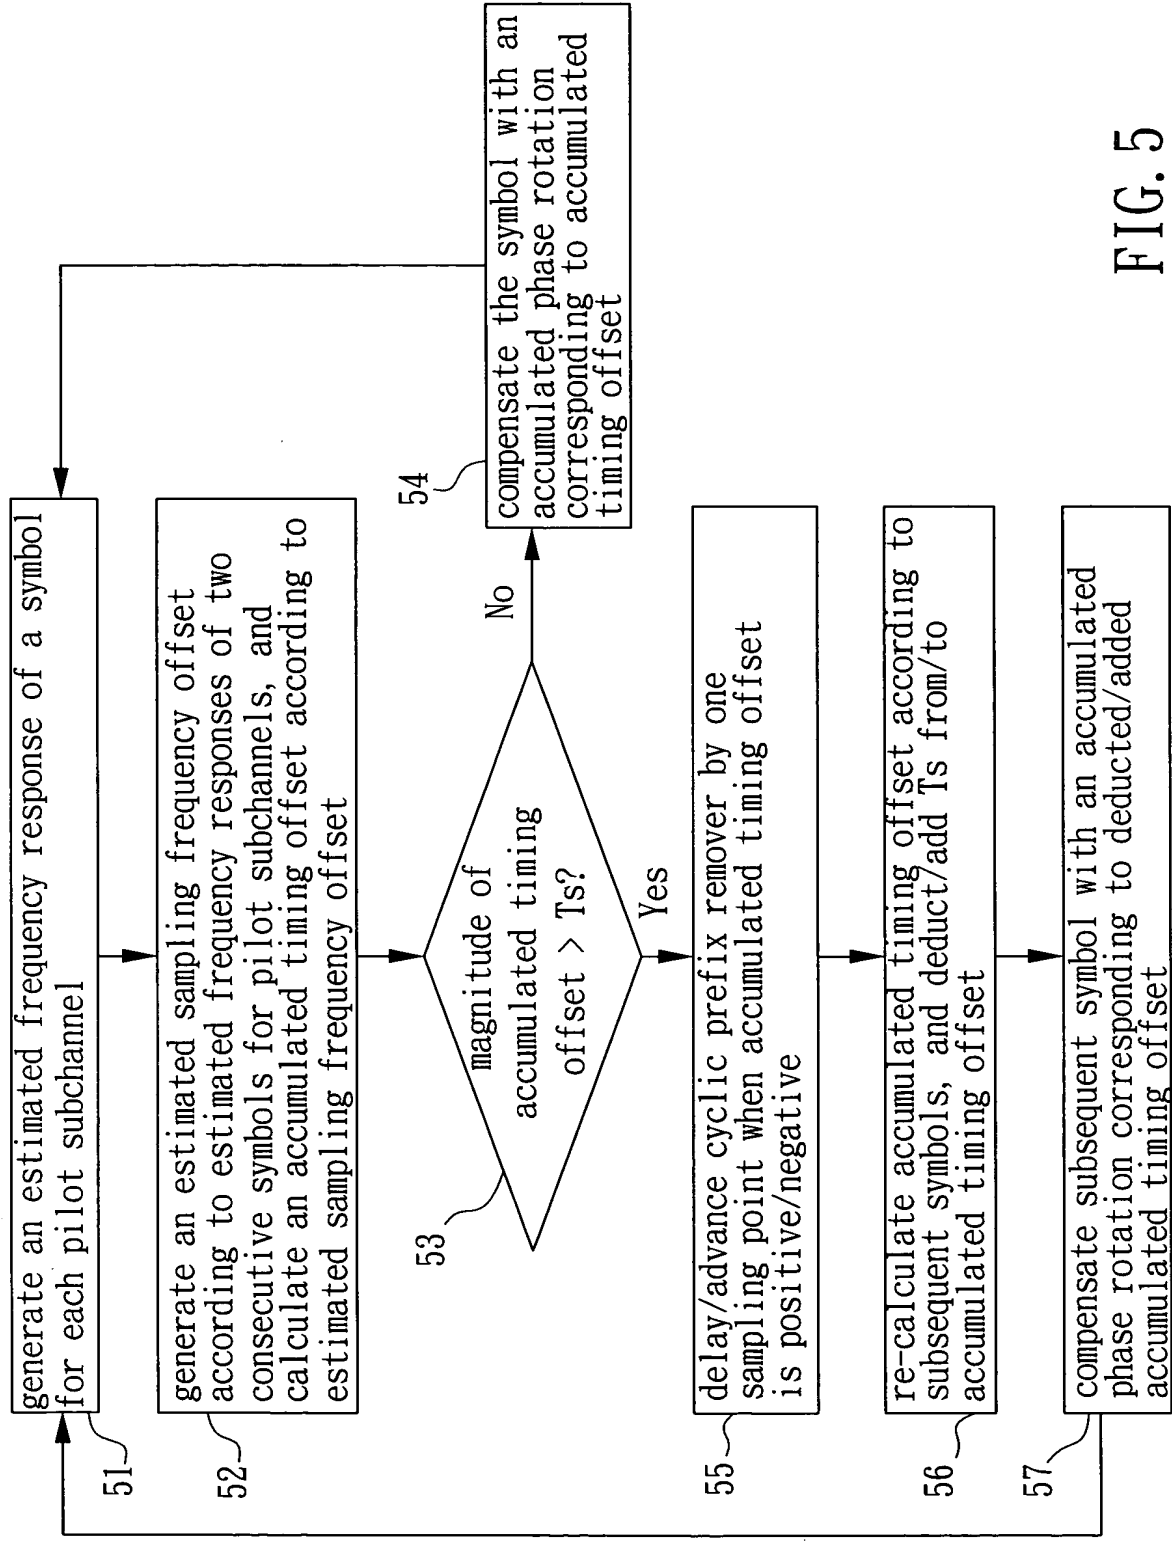 generate an estimated frequency response of a symbol
for each pilot subchannel
51
generate an estimated sampling frequency offset
according to estimated frequency responses of two
consecutive symbols for pilot subchannels, and
calculate an accumulated timing offset according to
estimated sampling frequency offset
52
magnitude of
accumulated timing
offset > Ts?
53
No
54
compensate the symbol with an
accumulated phase rotation
corresponding to accumulated
timing offset
Yes
delay/advance cyclic prefix remover by one
sampling point when accumulated timing offset
is positive/negative
55
re-calculate accumulated timing offset according to
subsequent symbols, and deduct/add Ts from/to
accumulated timing offset
56
compensate subsequent symbol with an accumulated
phase rotation corresponding to deducted/added
accumulated timing offset
57
FIG. 5